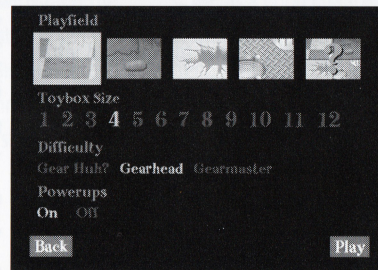 Playfield
?
Toybox Size
1 2 3 4 5 6 7 8 9 10 11 12
Difficulty
Gear Huh? Gearhead Gearmaster
Powerups
On Off
Back Play